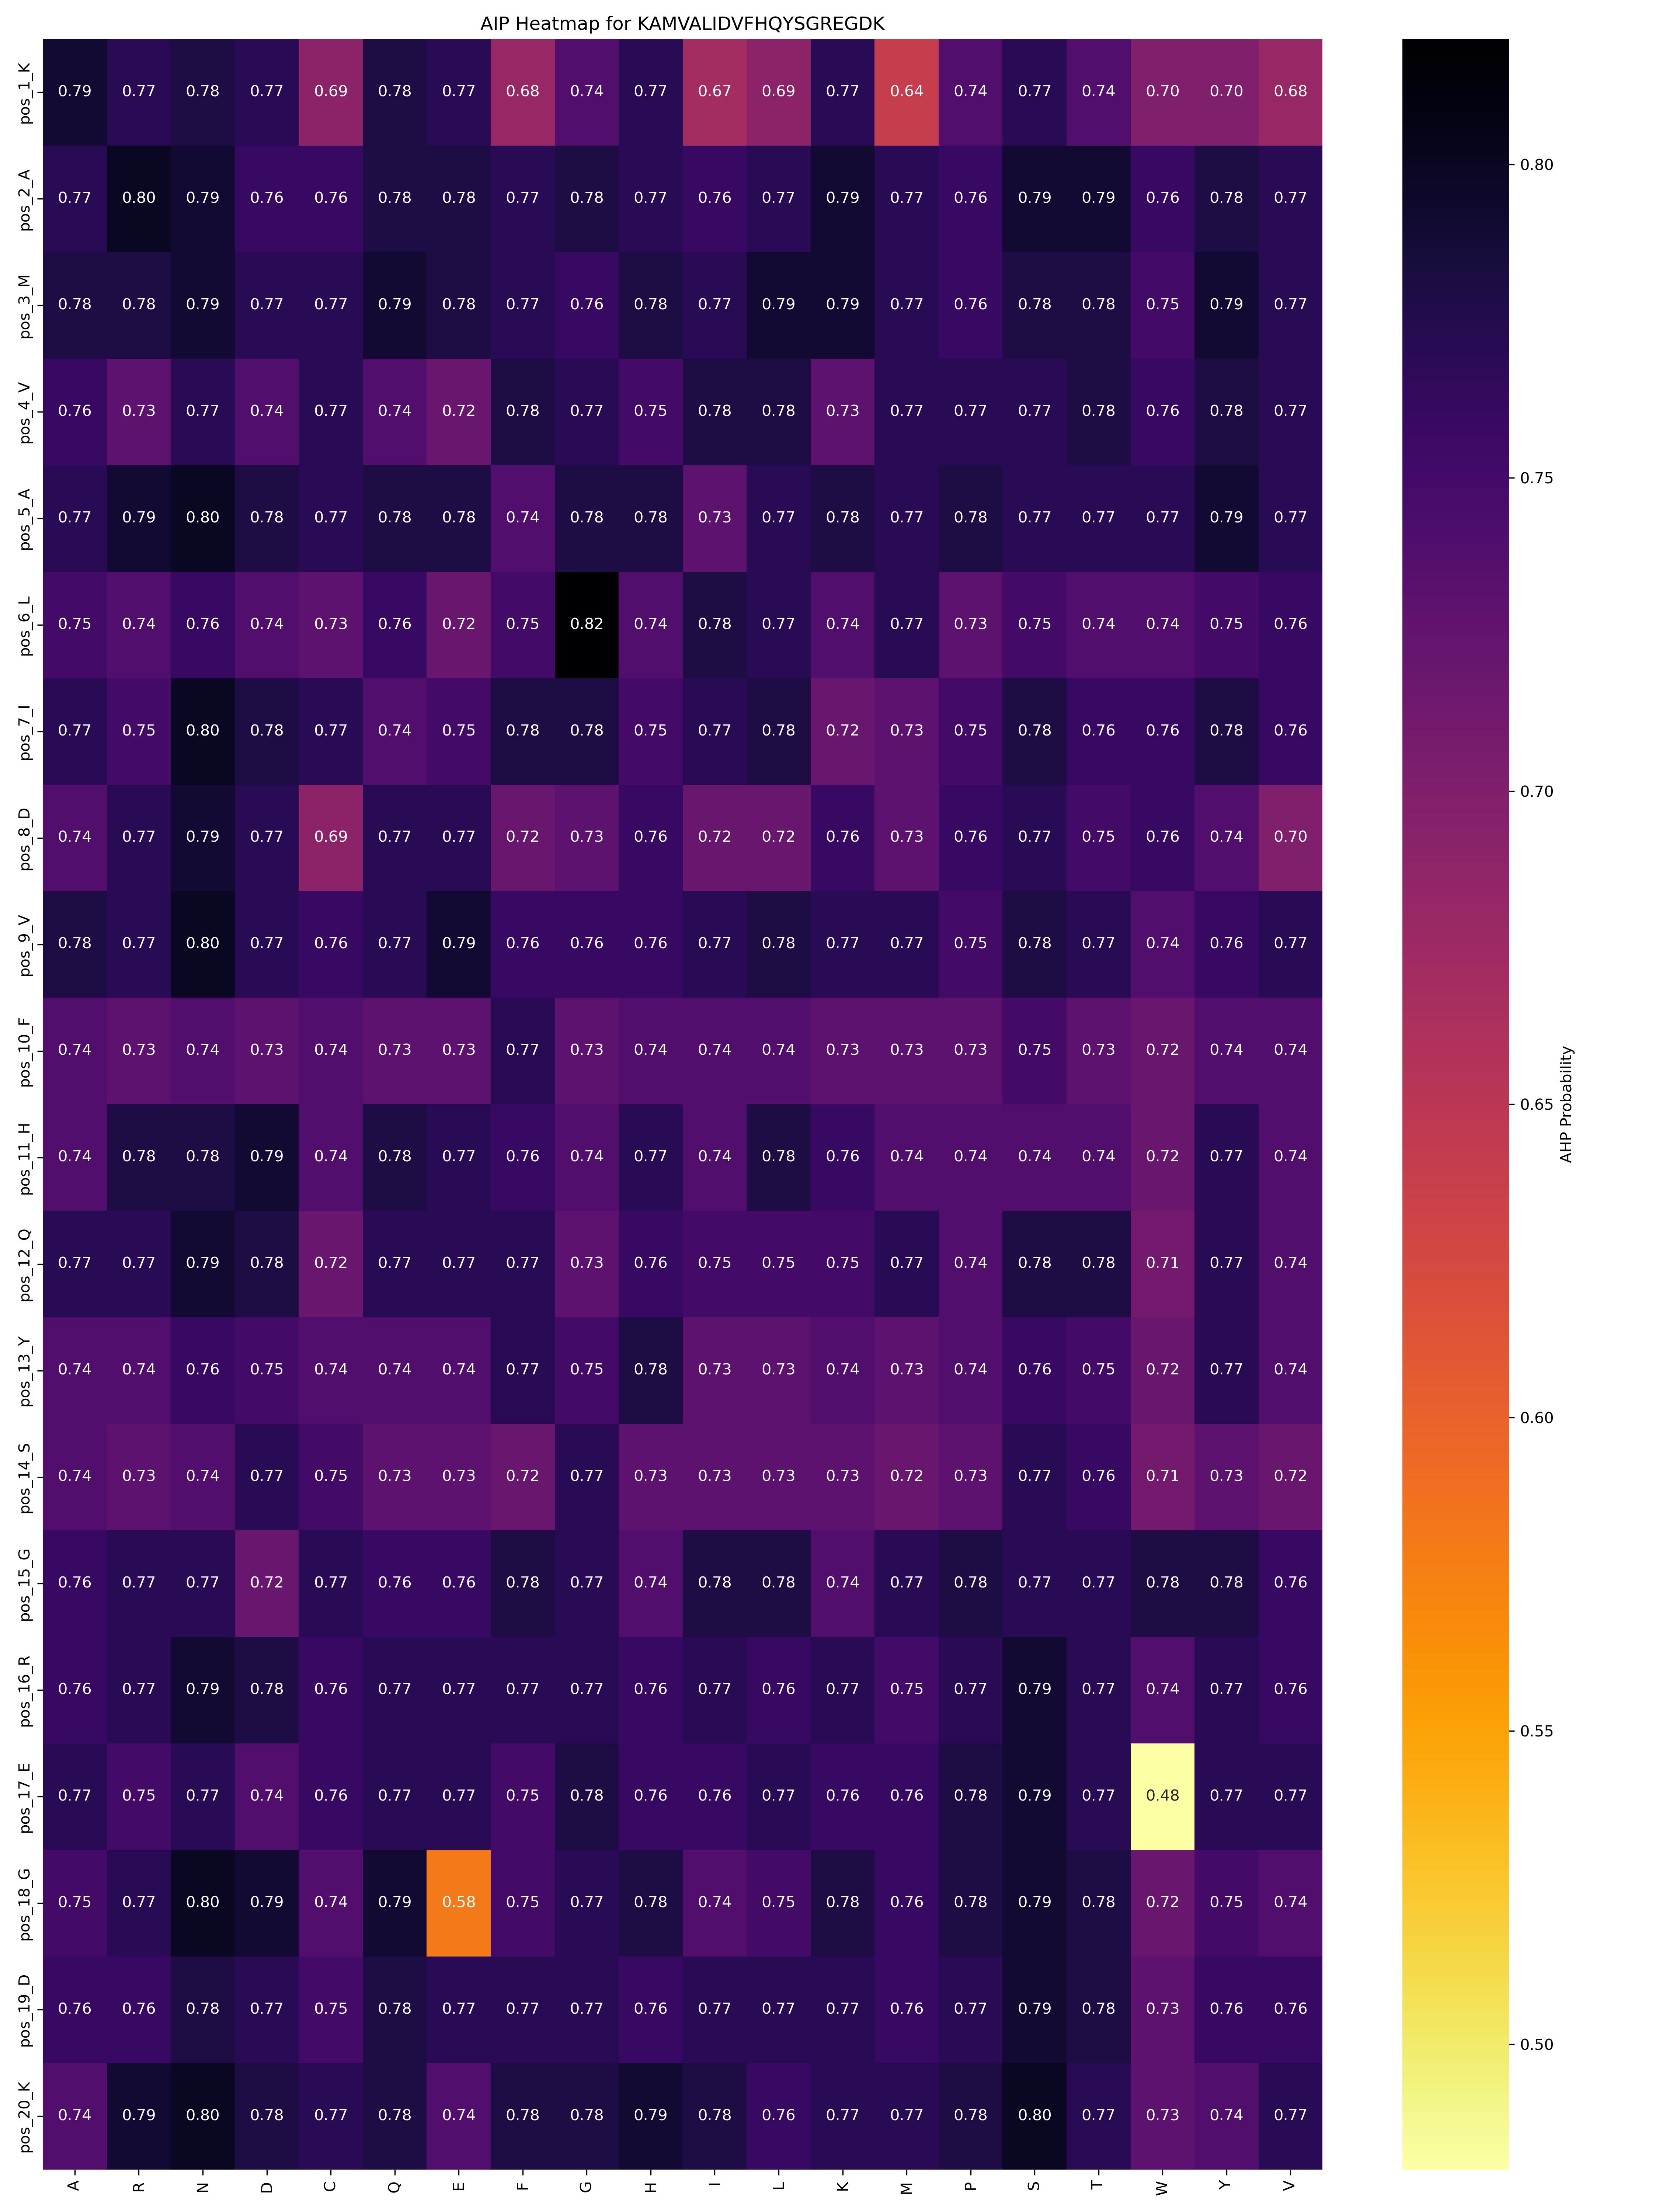 AIP Heatmap for KAMVALIDVFHQYSGREGDK
pos_1_K 0.79 0.77 0.78 0.77 0.69 0.78 0.77 0.68 0.74 0.77 0.67 0.69 0.77 0.64 0.74 0.77 0.74 0.70 0.70 0.68
pos_2_A 0.77 0.80 0.79 0.76 0.76 0.78 0.78 0.77 0.78 0.77 0.76 0.77 0.79 0.77 0.76 0.79 0.79 0.76 0.78 0.77
pos_3_M 0.78 0.78 0.79 0.77 0.77 0.79 0.78 0.77 0.76 0.78 0.77 0.79 0.79 0.77 0.76 0.78 0.78 0.75 0.79 0.77
pos_4_V 0.76 0.73 0.77 0.74 0.77 0.74 0.72 0.78 0.77 0.75 0.78 0.78 0.73 0.77 0.77 0.77 0.78 0.76 0.78 0.77
pos_5_A 0.77 0.79 0.80 0.78 0.77 0.78 0.78 0.74 0.78 0.78 0.73 0.77 0.78 0.77 0.78 0.77 0.77 0.77 0.79 0.77
pos_6_L 0.75 0.74 0.76 0.74 0.73 0.76 0.72 0.75 0.82 0.74 0.78 0.77 0.74 0.77 0.73 0.75 0.74 0.74 0.75 0.76
pos_7_I 0.77 0.75 0.80 0.78 0.77 0.74 0.75 0.78 0.78 0.75 0.77 0.78 0.72 0.73 0.75 0.78 0.76 0.76 0.78 0.76
pos_8_D 0.74 0.77 0.79 0.77 0.69 0.77 0.77 0.72 0.73 0.76 0.72 0.72 0.76 0.73 0.76 0.77 0.75 0.76 0.74 0.70
pos_9_V 0.78 0.77 0.80 0.77 0.76 0.77 0.79 0.76 0.76 0.76 0.77 0.78 0.77 0.77 0.75 0.78 0.77 0.74 0.76 0.77
pos_10_F 0.74 0.73 0.74 0.73 0.74 0.73 0.73 0.77 0.73 0.74 0.74 0.74 0.73 0.73 0.73 0.75 0.73 0.72 0.74 0.74
pos_11_H 0.74 0.78 0.78 0.79 0.74 0.78 0.77 0.76 0.74 0.77 0.74 0.78 0.76 0.74 0.74 0.74 0.74 0.72 0.77 0.74
pos_12_Q 0.77 0.77 0.79 0.78 0.72 0.77 0.77 0.77 0.73 0.76 0.75 0.75 0.75 0.77 0.74 0.78 0.78 0.71 0.77 0.74
pos_13_Y 0.74 0.74 0.76 0.75 0.74 0.74 0.74 0.77 0.75 0.78 0.73 0.73 0.74 0.73 0.74 0.76 0.75 0.72 0.77 0.74
pos_14_S 0.74 0.73 0.74 0.77 0.75 0.73 0.73 0.72 0.77 0.73 0.73 0.73 0.73 0.72 0.73 0.77 0.76 0.71 0.73 0.72
pos_15_G 0.76 0.77 0.77 0.72 0.77 0.76 0.76 0.78 0.77 0.74 0.78 0.78 0.74 0.77 0.78 0.77 0.77 0.78 0.78 0.76
pos_16_R 0.76 0.77 0.79 0.78 0.76 0.77 0.77 0.77 0.77 0.76 0.77 0.76 0.77 0.75 0.77 0.79 0.77 0.74 0.77 0.76
pos_17_E 0.77 0.75 0.77 0.74 0.76 0.77 0.77 0.75 0.78 0.76 0.76 0.77 0.76 0.76 0.78 0.79 0.77 0.48 0.77 0.77
pos_18_G 0.75 0.77 0.80 0.79 0.74 0.79 0.58 0.75 0.77 0.78 0.74 0.75 0.78 0.76 0.78 0.79 0.78 0.72 0.75 0.74
pos_19_D 0.76 0.76 0.78 0.77 0.75 0.78 0.77 0.77 0.77 0.76 0.77 0.77 0.77 0.76 0.77 0.79 0.78 0.73 0.76 0.76
pos_20_K 0.74 0.79 0.80 0.78 0.77 0.78 0.74 0.78 0.78 0.79 0.78 0.76 0.77 0.77 0.78 0.80 0.77 0.73 0.74 0.77
A R N D C Q E F G H I L K M P S T W Y V
0.80
0.75
0.70
0.65
0.60
0.55
0.50
AHP Probability